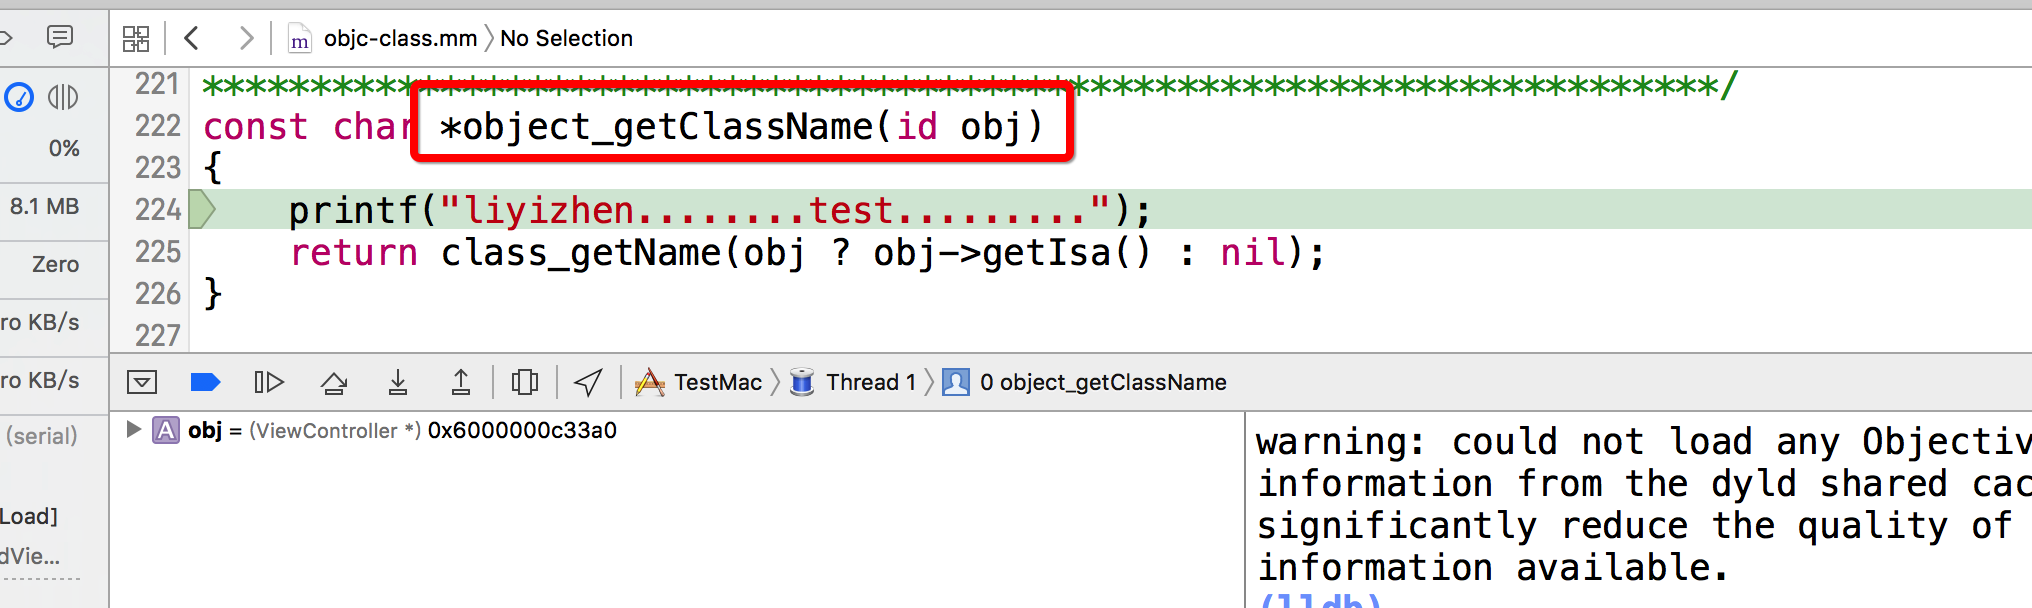 objc-class.mm No Selection
221 **********************************************************************/
222 const char *object_getClassName(id obj)
223 {
224 printf("liyizhen........test.........");
225 return class_getName(obj ? obj->getIsa() : nil);
226 }
227
0%
8.1 MB
Zero
ro KB/s
ro KB/s
(serial)
Load]
dVie...
TestMac Thread 1 0 object_getClassName
A obj = (ViewController *) 0x6000000c33a0
warning: could not load any Objectiv
information from the dyld shared cac
significantly reduce the quality of
information available.
(lldb)